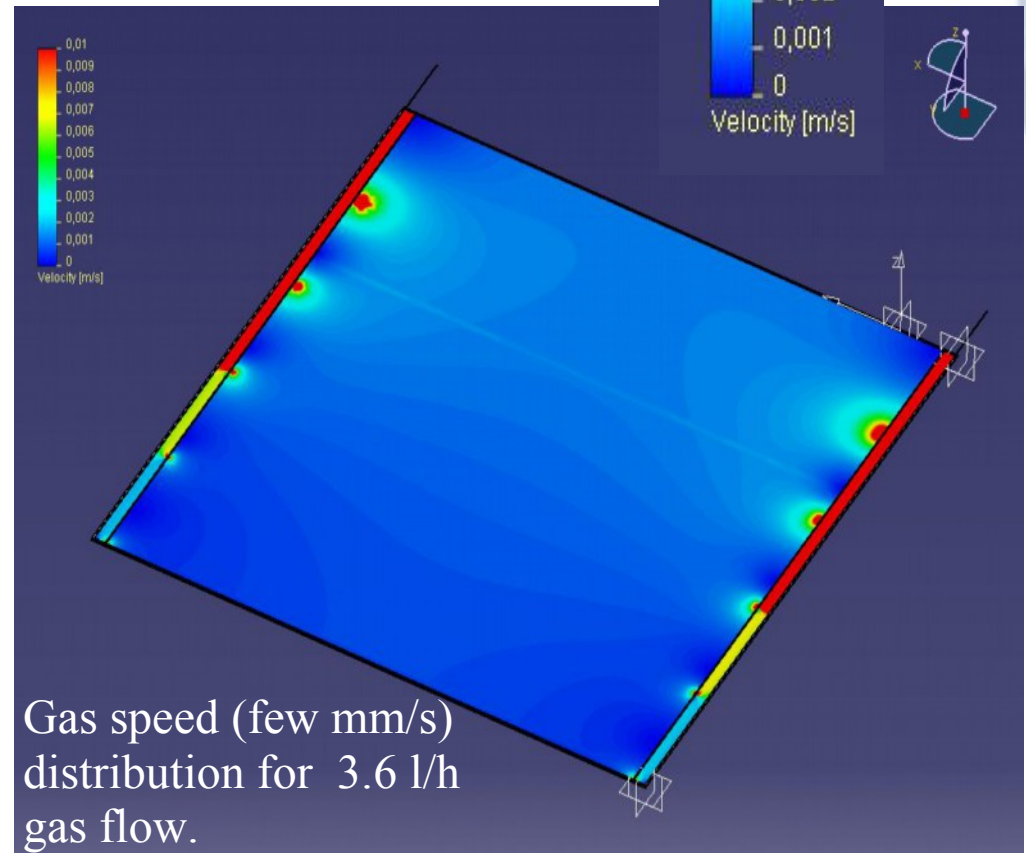 0,001
0
Velocity [m/s]
0,01
0,009
0,008
0,007
0,006
0,005
0,004
0,003
0,002
0,001
0
Velocity [m/s]
z
x
z
Gas speed (few mm/s)
distribution for 3.6 l/h
gas flow.